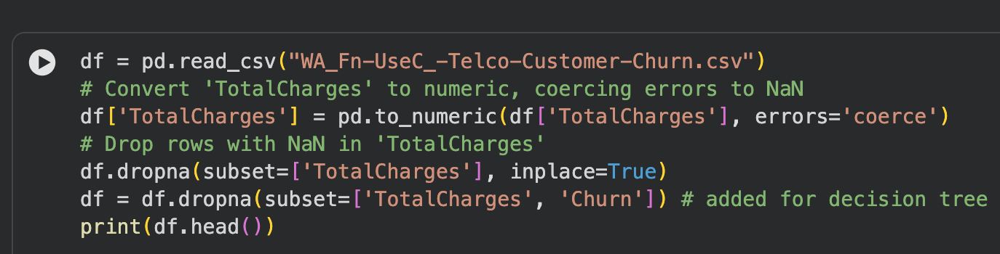 df = pd.read_csv("WA_Fn-UseC_-Telco-Customer-Churn.csv")
# Convert 'TotalCharges' to numeric, coercing errors to NaN
df['TotalCharges'] = pd.to_numeric(df['TotalCharges'], errors='coerce')
# Drop rows with NaN in 'TotalCharges'
df.dropna(subset=['TotalCharges'], inplace=True)
df = df.dropna(subset=['TotalCharges', 'Churn']) # added for decision tree
print(df.head())